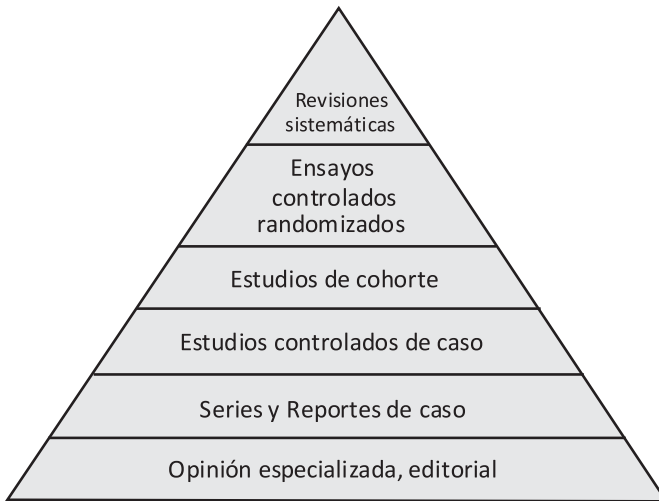 Revisiones
sistemáticas
Ensayos
controlados
randomizados
Estudios de cohorte
Estudios controlados de caso
Series y Reportes de caso
Opinión especializada, editorial